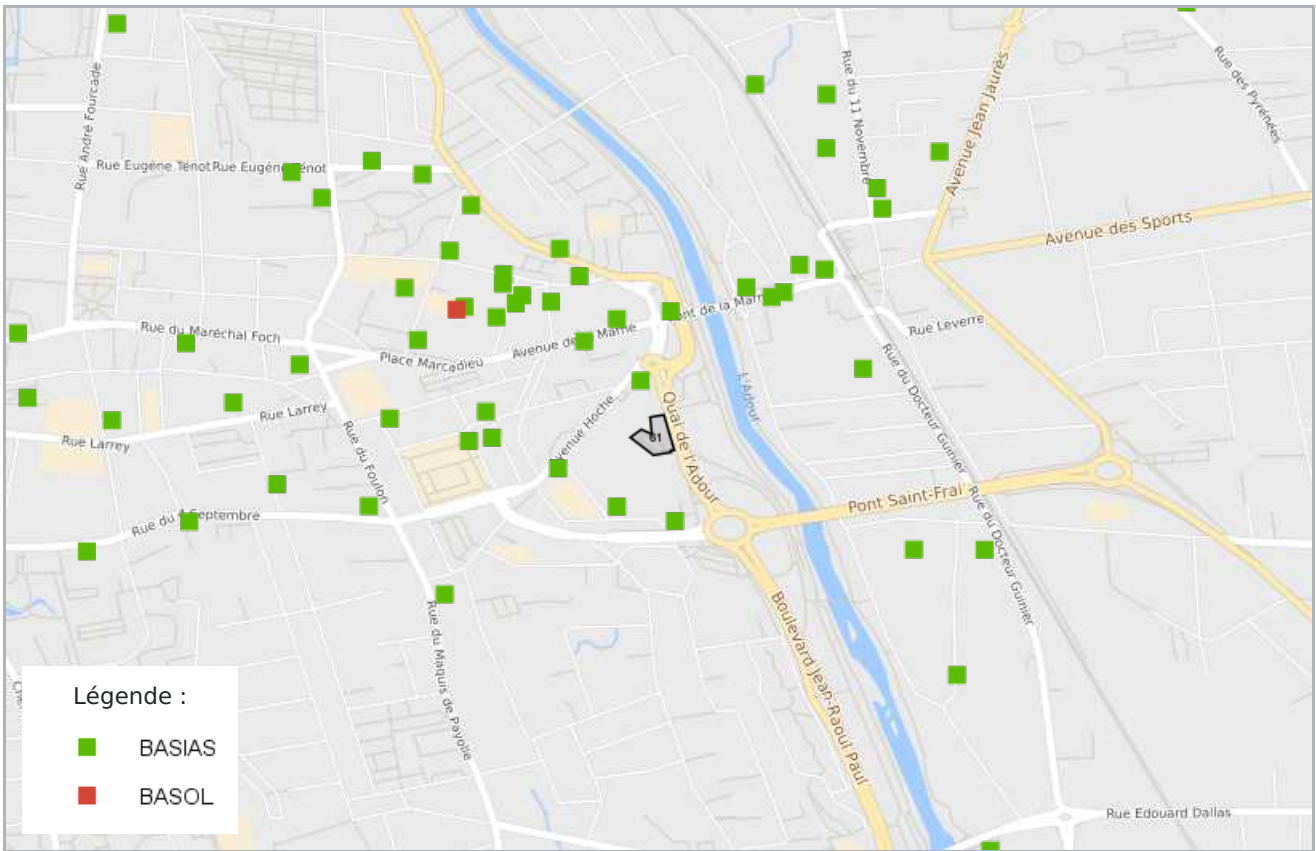 Rue André Fourcade
Rue Eugène Ténot
Rue Eugène Ténot
Rue du 11 Novembre
Avenue Jean Jaurès
Rue des Pyrénées
Avenue des Sports
Rue du Maréchal Foch
Place Marcadieu
Avenue de la Marne
Pont de la Marne
Rue Leverre
Rue Larrey
Rue Larrey
Rue du Foulon
Avenue Hoche
Quai de l'Adour
L'Adour
Rue du Docteur Guinier
Rue du Docteur Guinier
Pont Saint-Frai
Rue du 4 Septembre
Rue du Maquis de Payolle
Boulevard Jean-Raoul Paul
Rue Edouard Dallas
Légende :
BASIAS
BASOL